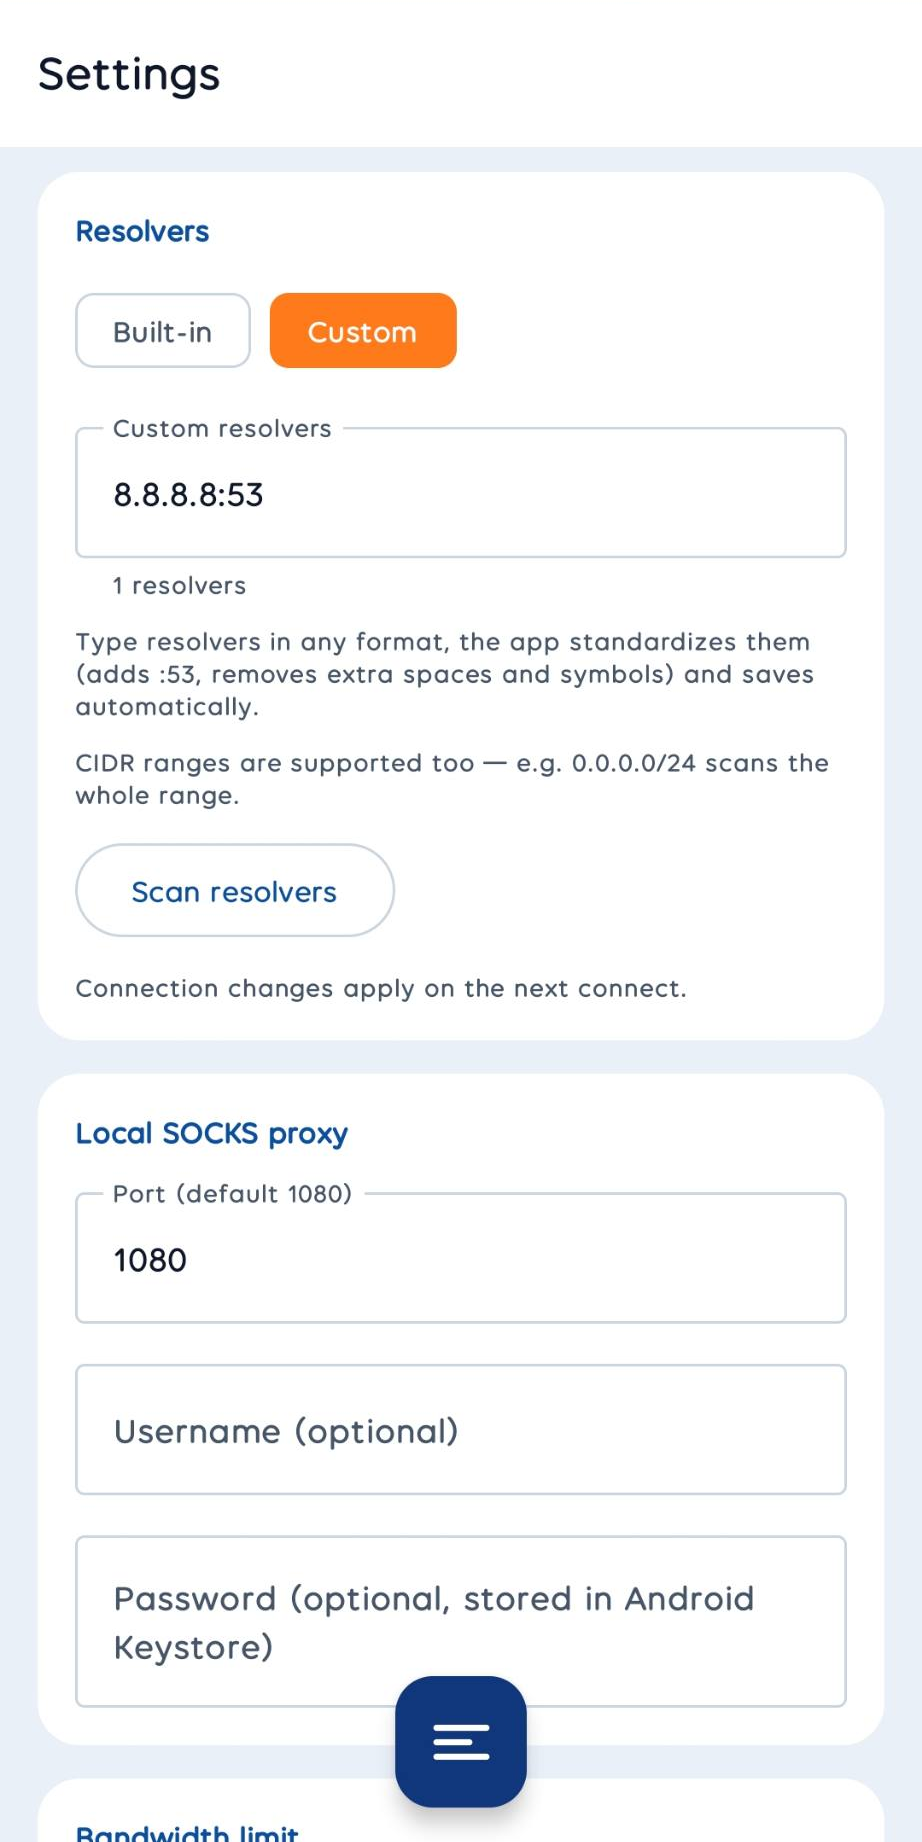 Settings
Resolvers
Built-in
Custom
Custom resolvers
8.8.8.8:53
1 resolvers
Type resolvers in any format, the app standardizes them
(adds :53, removes extra spaces and symbols) and saves
automatically.
CIDR ranges are supported too — e.g. 0.0.0.0/24 scans the
whole range.
Scan resolvers
Connection changes apply on the next connect.
Local SOCKS proxy
Port (default 1080)
1080
Username (optional)
Password (optional, stored in Android
Keystore)
Bandwidth limit